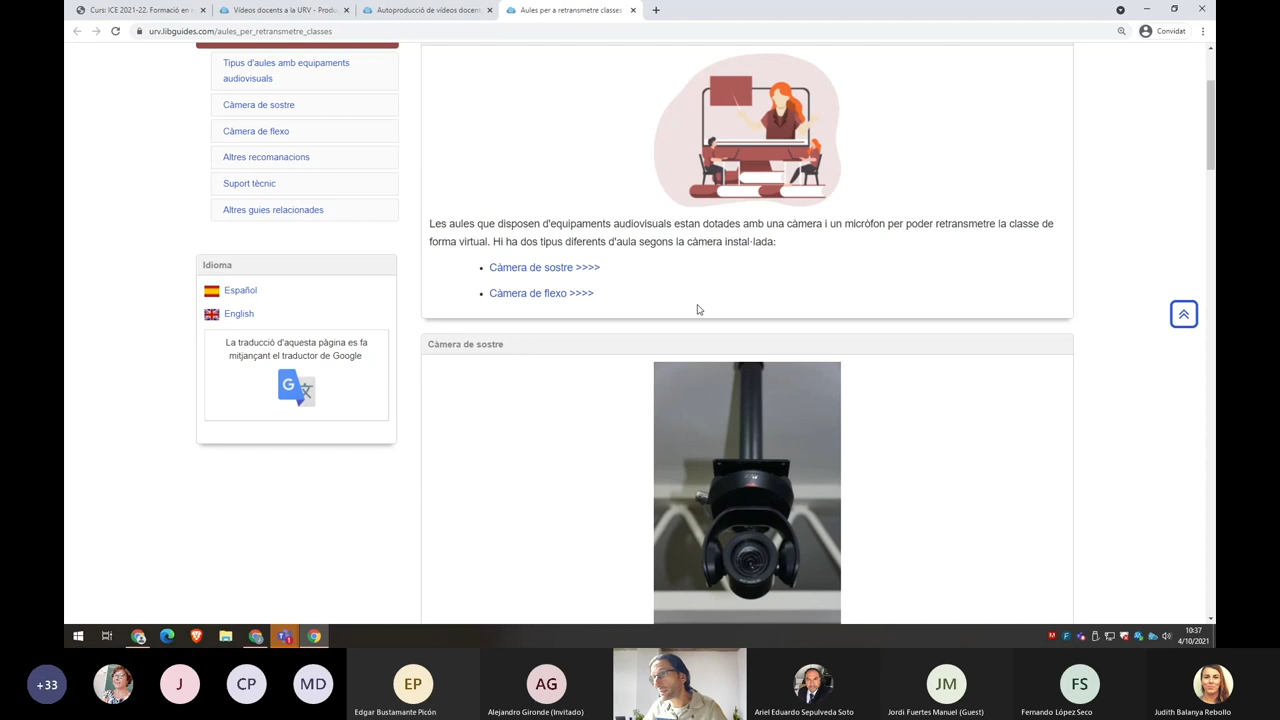 Curs: ICE 2021-22. Formació en
Vídeos docents a la URV - Produ
Autoproducció de vídeos docent
Aules per a retransmetre classes
urv.libguides.com/aules_per_retransmetre_classes
Convidat
Tipus d'aules amb equipaments
audiovisuals
Càmera de sostre
Càmera de flexo
Altres recomanacions
Suport tècnic
Altres guies relacionades
Idioma
Español
English
La traducció d'aquesta pàgina es fa
mitjançant el traductor de Google
Les aules que disposen d'equipaments audiovisuals estan dotades amb una càmera i un micròfon per poder retransmetre la classe de
forma virtual. Hi ha dos tipus diferents d'aula segons la càmera instal·lada:
• Càmera de sostre >>>>
• Càmera de flexo >>>>
Càmera de sostre
10:37
4/10/2021
+33
J
CP
MD
EP
Edgar Bustamante Picón
AG
Alejandro Gironde (Invitado)
Ariel Eduardo Sepulveda Soto
JM
Jordi Fuertes Manuel (Guest)
FS
Fernando López Seco
Judith Balanya Rebollo